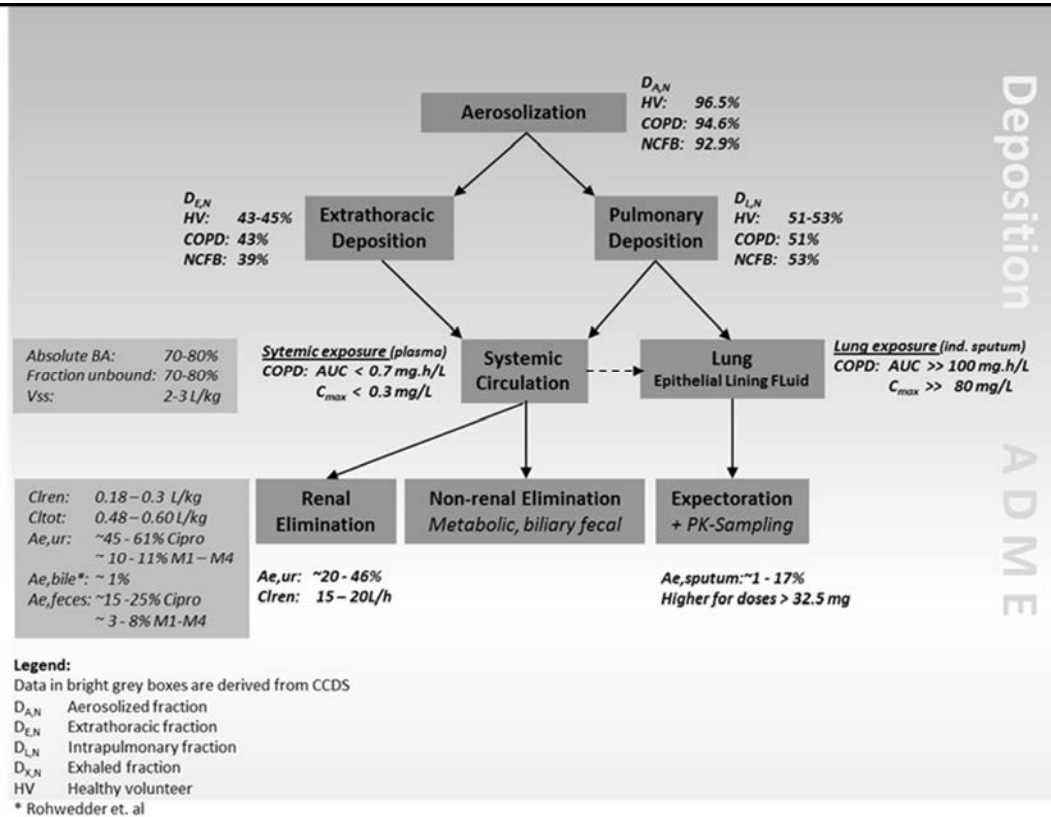 Deposition
ADME
Aerosolization
D_A,N
HV: 96.5%
COPD: 94.6%
NCFB: 92.9%
D_E,N
HV: 43-45%
COPD: 43%
NCFB: 39%
Extrathoracic
Deposition
Pulmonary
Deposition
D_L,N
HV: 51-53%
COPD: 51%
NCFB: 53%
Absolute BA: 70-80%
Fraction unbound: 70-80%
Vss: 2-3 L/kg
Sytemic exposure (plasma)
COPD: AUC < 0.7 mg.h/L
C_max < 0.3 mg/L
Systemic
Circulation
Lung
Epithelial Lining FLuid
Lung exposure (ind. sputum)
COPD: AUC >> 100 mg.h/L
C_max >> 80 mg/L
Clren: 0.18 – 0.3 L/kg
Cltot: 0.48 – 0.60 L/kg
Ae,ur: ~45 - 61% Cipro
~ 10 - 11% M1 – M4
Ae,bile*: ~ 1%
Ae,feces: ~15 -25% Cipro
~ 3 - 8% M1-M4
Renal
Elimination
Non-renal Elimination
Metabolic, biliary fecal
Expectoration
+ PK-Sampling
Ae,ur: ~20 - 46%
Clren: 15 – 20L/h
Ae,sputum:~1 - 17%
Higher for doses > 32.5 mg
Legend:
Data in bright grey boxes are derived from CCDS
D_A,N Aerosolized fraction
D_E,N Extrathoracic fraction
D_L,N Intrapulmonary fraction
D_X,N Exhaled fraction
HV Healthy volunteer
* Rohwedder et. al